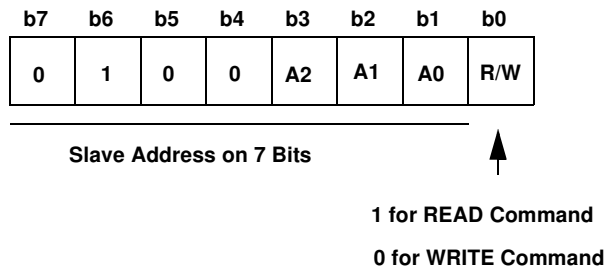 b7 b6 b5 b4 b3 b2 b1 b0
0 1 0 0 A2 A1 A0 R/W
Slave Address on 7 Bits
1 for READ Command
0 for WRITE Command